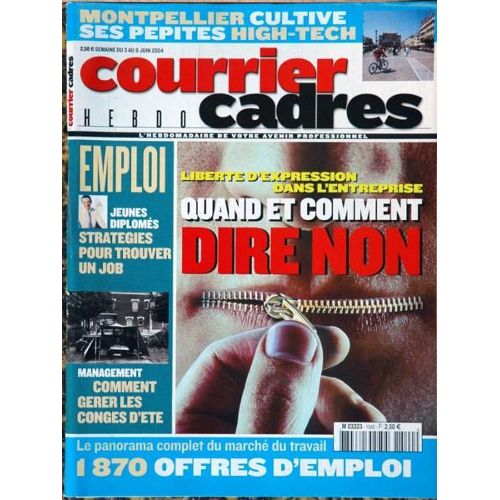 MONTPELLIER CULTIVE
SES PEPITES HIGH-TECH
2,50 € SEMAINE DU 3 AU 9 JUIN 2004
courrier cadres
courrier
HEBDO
cadres
L'HEBDOMADAIRE DE VOTRE AVENIR PROFESSIONNEL
EMPLOI
JEUNES
DIPLOMÉS
STRATEGIES
POUR TROUVER
UN JOB
LIBERTE D'EXPRESSION
DANS L'ENTREPRISE
QUAND ET COMMENT
DIRE NON
MANAGEMENT
COMMENT
GERER LES
CONGES D'ETE
M 03323 - 1540 - F: 2,50 €
Le panorama complet du marché du travail
1 870 OFFRES D'EMPLOI